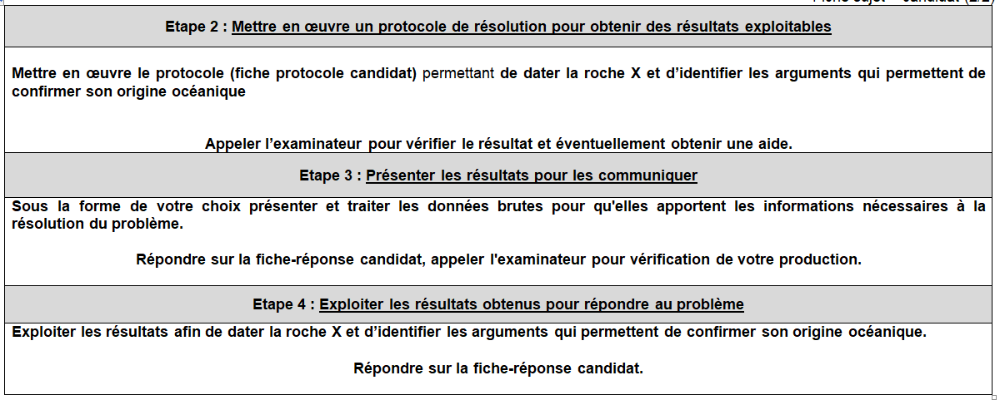 Etape 2 : Mettre en œuvre un protocole de résolution pour obtenir des résultats exploitables
Mettre en œuvre le protocole (fiche protocole candidat) permettant de dater la roche X et d'identifier les arguments qui permettent de
confirmer son origine océanique
Appeler l'examinateur pour vérifier le résultat et éventuellement obtenir une aide.
Etape 3 : Présenter les résultats pour les communiquer
Sous la forme de votre choix présenter et traiter les données brutes pour qu'elles apportent les informations nécessaires à la
résolution du problème.
Répondre sur la fiche-réponse candidat, appeler l'examinateur pour vérification de votre production.
Etape 4 : Exploiter les résultats obtenus pour répondre au problème
Exploiter les résultats afin de dater la roche X et d'identifier les arguments qui permettent de confirmer son origine océanique.
Répondre sur la fiche-réponse candidat.